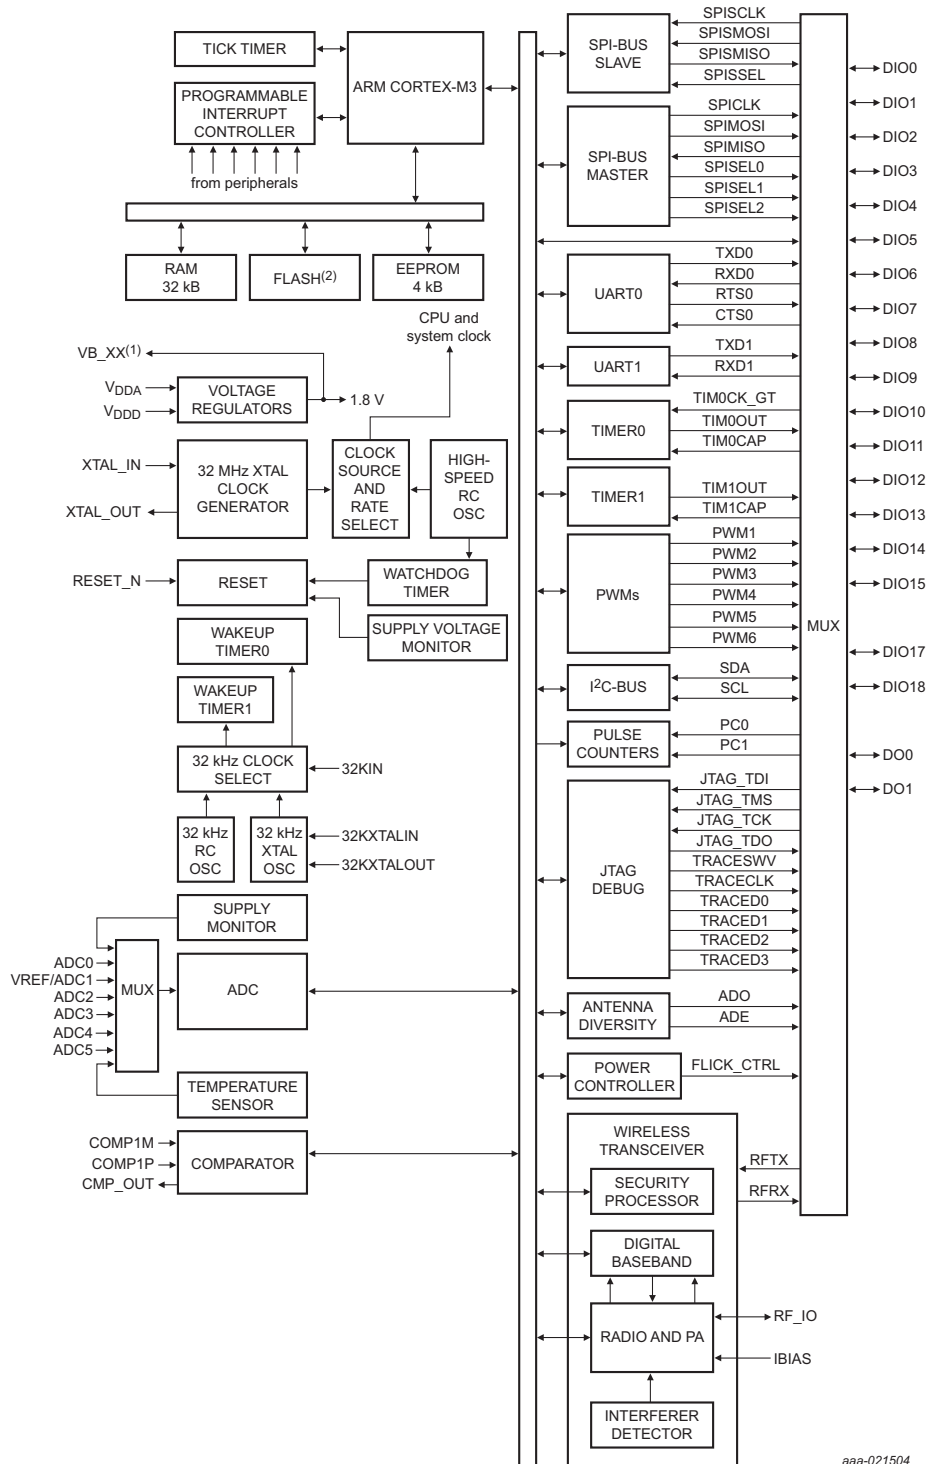 TICK TIMER
PROGRAMMABLE
INTERRUPT
CONTROLLER
from peripherals
ARM CORTEX-M3
RAM
32 kB
FLASH(2)
EEPROM
4 kB
CPU and
system clock
VB_XX(1)
VDDA
VDDD
VOLTAGE
REGULATORS
1.8 V
XTAL_IN
XTAL_OUT
32 MHz XTAL
CLOCK
GENERATOR
CLOCK
SOURCE
AND
RATE
SELECT
HIGH-
SPEED
RC
OSC
RESET_N
RESET
WATCHDOG
TIMER
SUPPLY VOLTAGE
MONITOR
WAKEUP
TIMER0
WAKEUP
TIMER1
32 kHz CLOCK
SELECT
32KIN
32 kHz
RC
OSC
32 kHz
XTAL
OSC
32KXTALIN
32KXTALOUT
SUPPLY
MONITOR
ADC0
VREF/ADC1
ADC2
ADC3
ADC4
ADC5
MUX
ADC
TEMPERATURE
SENSOR
COMP1M
COMP1P
CMP_OUT
COMPARATOR
SPI-BUS
SLAVE
SPISCLK
SPISMOSI
SPISMISO
SPISSEL
SPI-BUS
MASTER
SPICLK
SPIMOSI
SPIMISO
SPISEL0
SPISEL1
SPISEL2
UART0
TXD0
RXD0
RTS0
CTS0
UART1
TXD1
RXD1
TIMER0
TIM0CK_GT
TIM0OUT
TIM0CAP
TIMER1
TIM1OUT
TIM1CAP
PWMs
PWM1
PWM2
PWM3
PWM4
PWM5
PWM6
I2C-BUS
SDA
SCL
PULSE
COUNTERS
PC0
PC1
JTAG
DEBUG
JTAG_TDI
JTAG_TMS
JTAG_TCK
JTAG_TDO
TRACESWV
TRACECLK
TRACED0
TRACED1
TRACED2
TRACED3
ANTENNA
DIVERSITY
ADO
ADE
POWER
CONTROLLER
FLICK_CTRL
WIRELESS
TRANSCEIVER
SECURITY
PROCESSOR
DIGITAL
BASEBAND
RADIO AND PA
INTERFERER
DETECTOR
RFTX
RFRX
RF_IO
IBIAS
MUX
DIO0
DIO1
DIO2
DIO3
DIO4
DIO5
DIO6
DIO7
DIO8
DIO9
DIO10
DIO11
DIO12
DIO13
DIO14
DIO15
DIO17
DIO18
DO0
DO1
aaa-021504